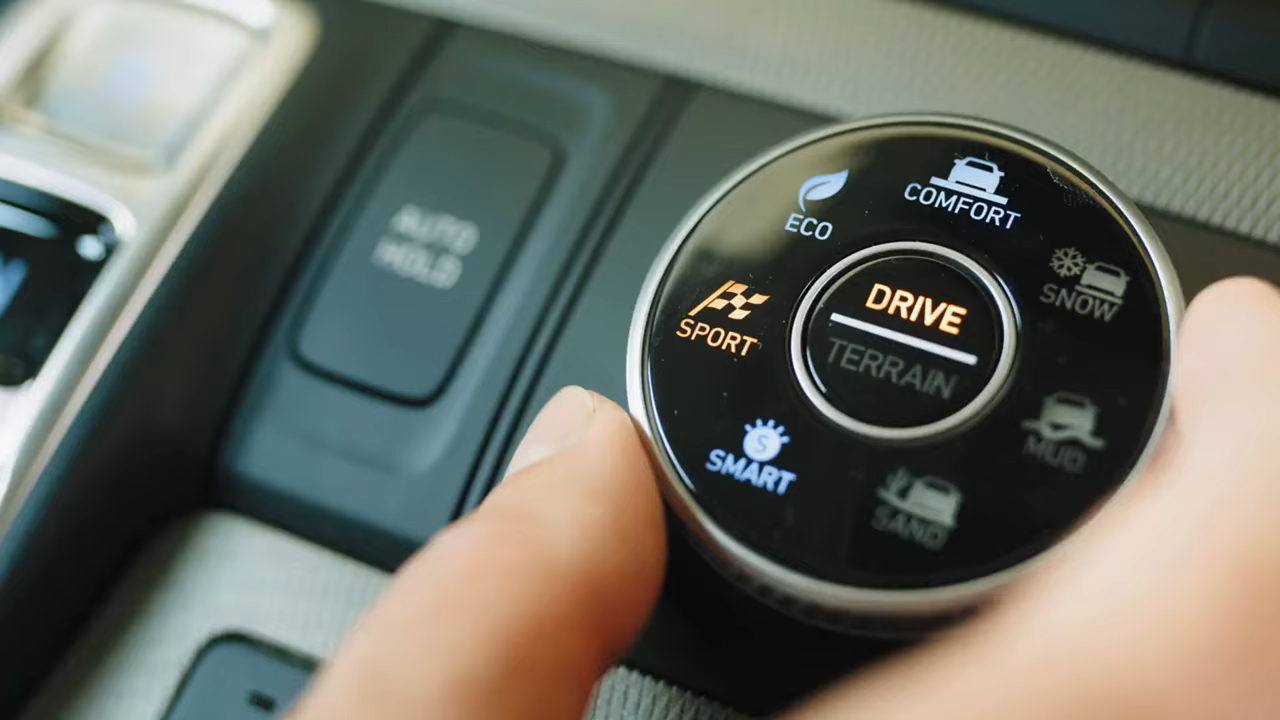 AUTO
HOLD
COMFORT
ECO
SNOW
DRIVE
TERRAIN
SPORT
MUD
S
SMART
SAND